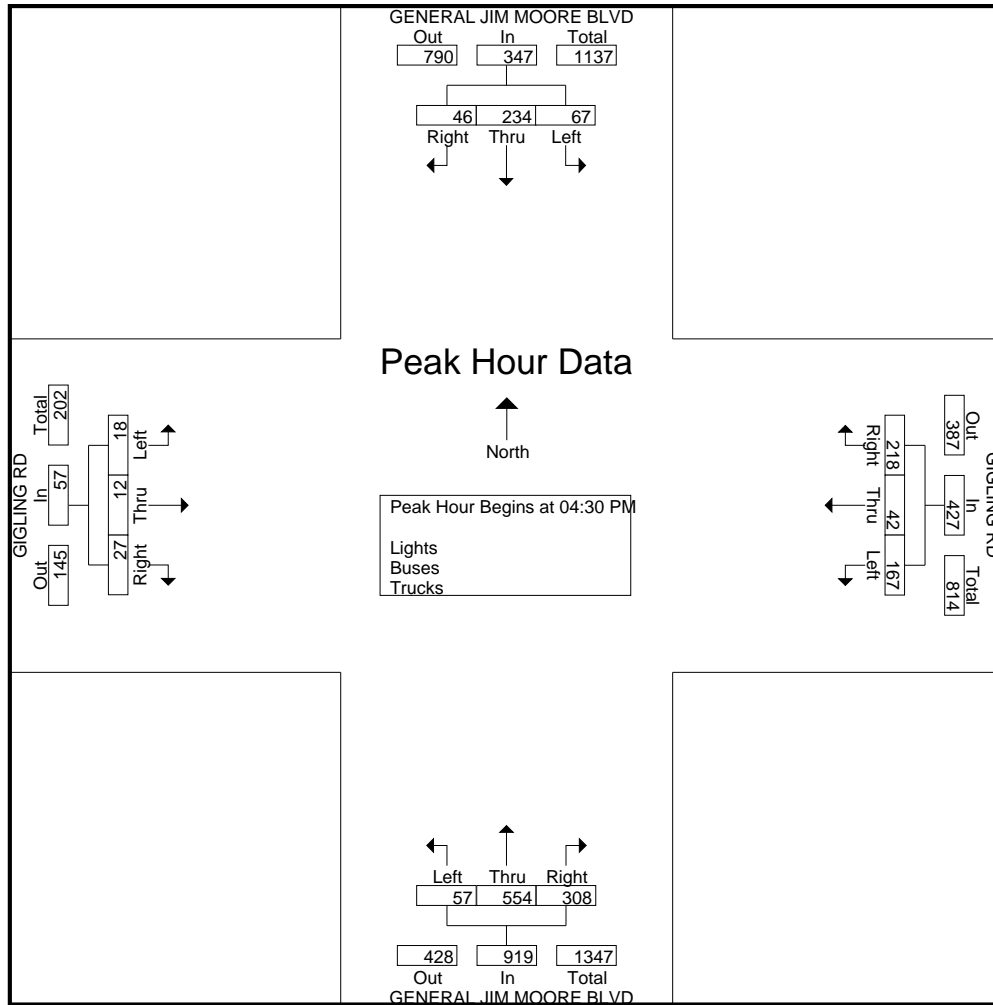 GENERAL JIM MOORE BLVD
Out In Total
790 347 1137
46 234 67
Right Thru Left
Peak Hour Data
North
Peak Hour Begins at 04:30 PM
Lights
Buses
Trucks
GIGLING RD
Total In Out
202 57 145
18 12 27
Left Thru Right
Right Thru Left
218 42 167
Out In Total
387 427 814
GIGLING RD
Left Thru Right
57 554 308
428 919 1347
Out In Total
GENERAL JIM MOORE BLVD